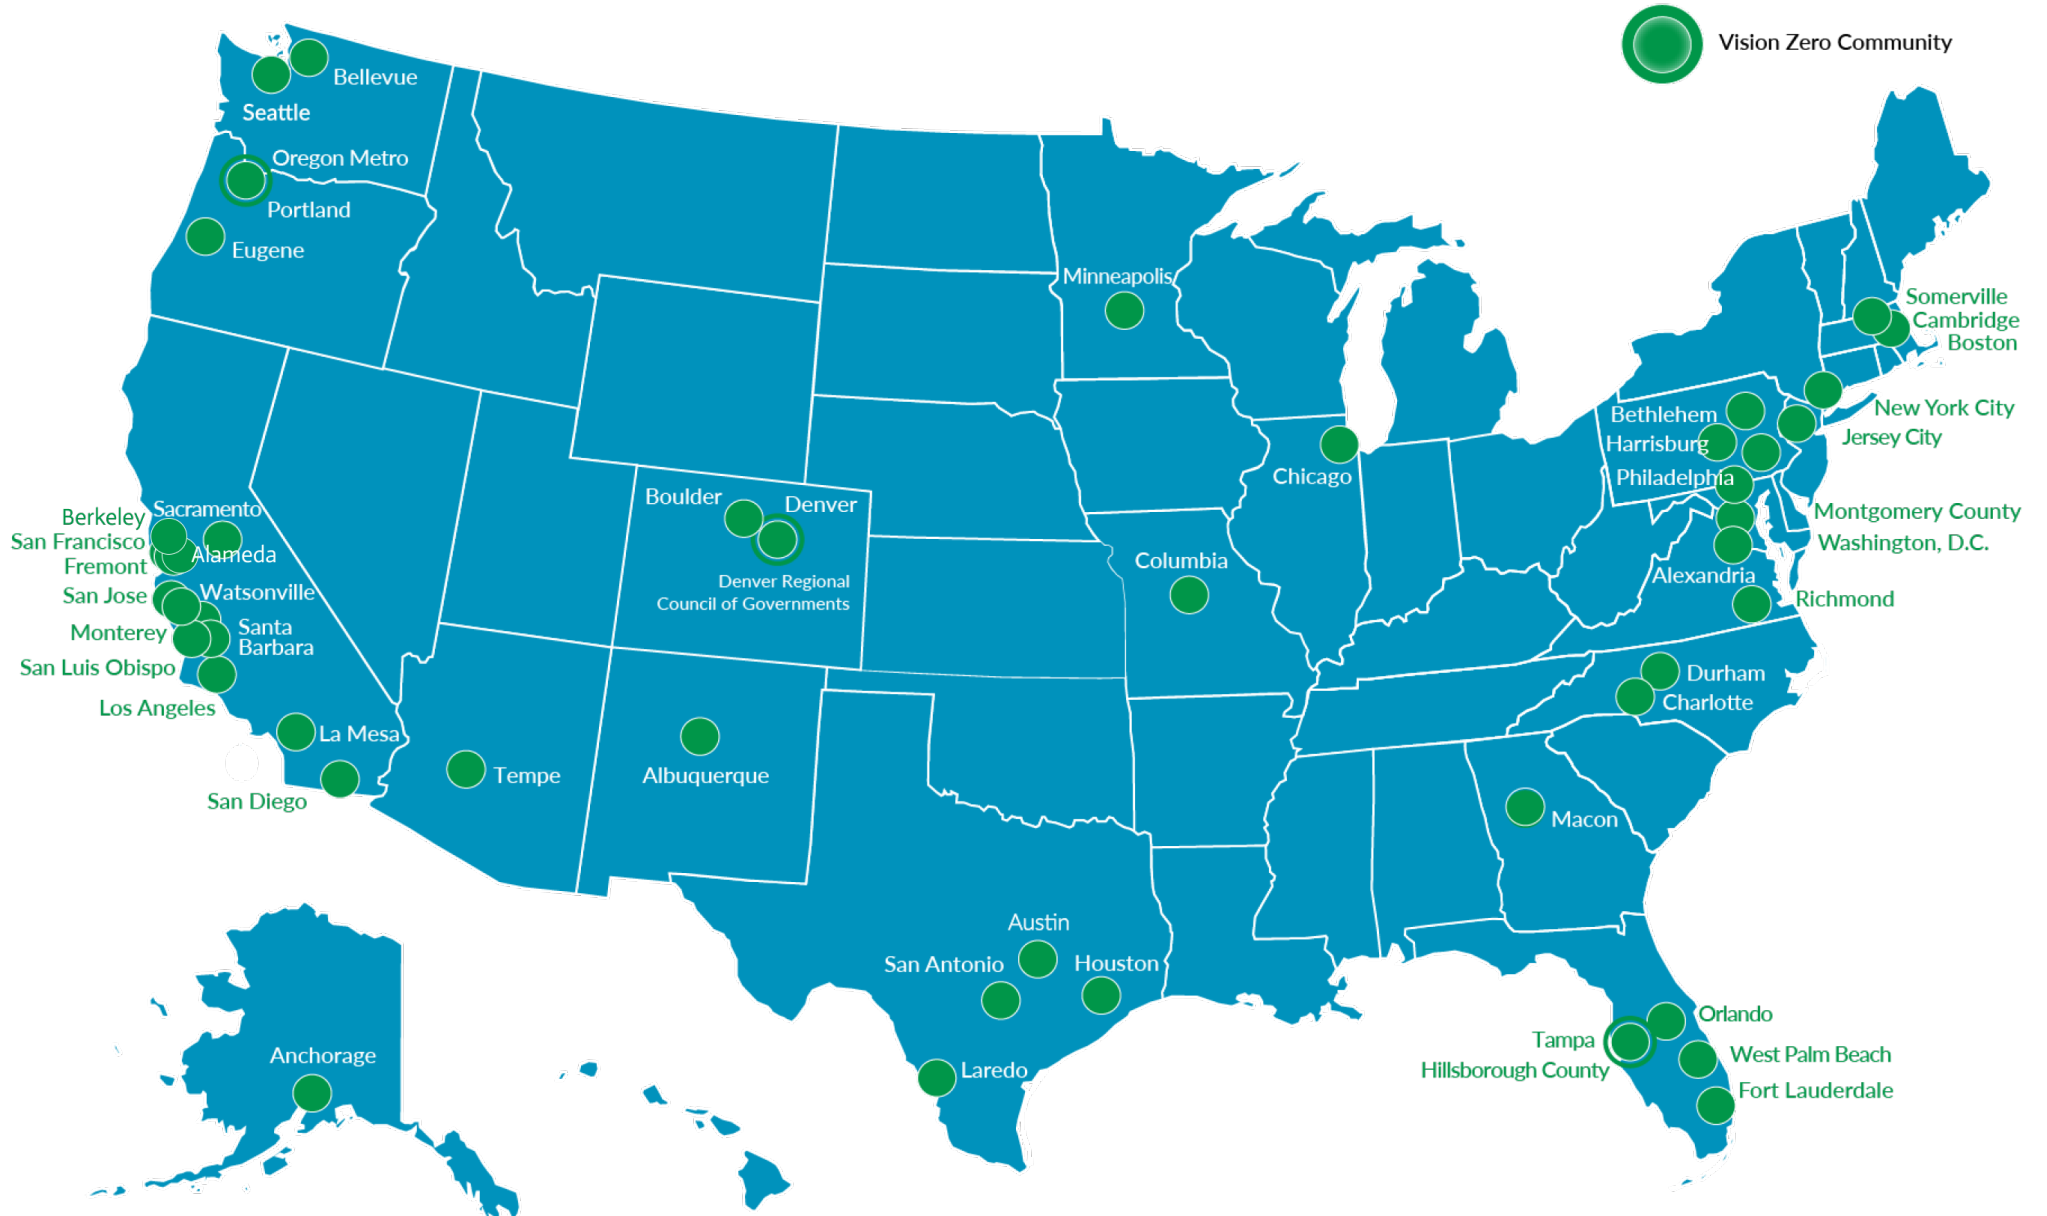 Vision Zero Community
Bellevue
Seattle
Oregon Metro
Portland
Eugene
Minneapolis
Somerville
Cambridge
Boston
New York City
Bethlehem
Jersey City
Harrisburg
Philadelphia
Chicago
Boulder
Denver
Sacramento
Berkeley
San Francisco
Alameda
Fremont
Montgomery County
Washington, D.C.
Columbia
Alexandria
Denver Regional
Council of Governments
San Jose
Watsonville
Richmond
Monterey
Santa
Barbara
San Luis Obispo
Durham
Charlotte
Los Angeles
La Mesa
Tempe
Albuquerque
San Diego
Macon
Austin
San Antonio
Houston
Orlando
Tampa
West Palm Beach
Anchorage
Laredo
Hillsborough County
Fort Lauderdale